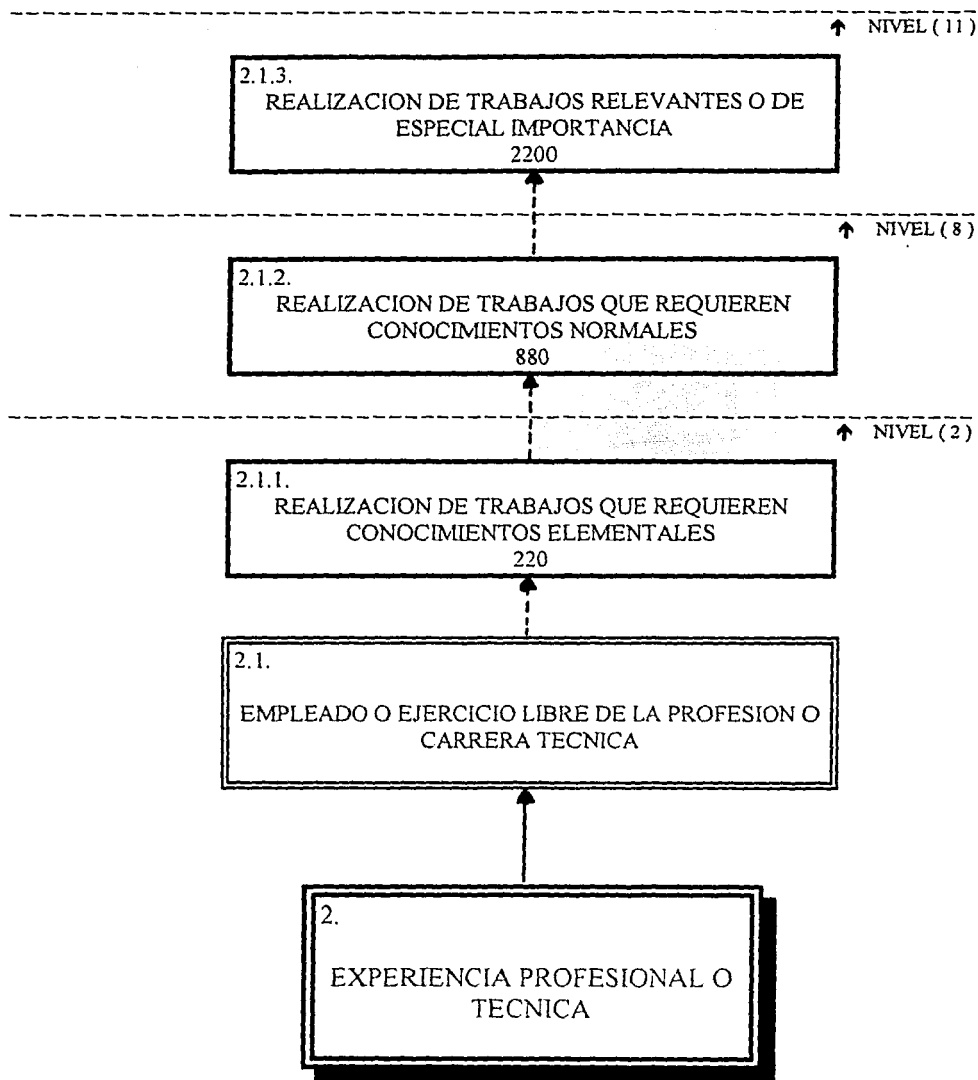 ↑ NIVEL ( 11 )
2.1.3.
REALIZACION DE TRABAJOS RELEVANTES O DE
ESPECIAL IMPORTANCIA
2200
↑ NIVEL ( 8 )
2.1.2.
REALIZACION DE TRABAJOS QUE REQUIEREN
CONOCIMIENTOS NORMALES
880
↑ NIVEL ( 2 )
2.1.1.
REALIZACION DE TRABAJOS QUE REQUIEREN
CONOCIMIENTOS ELEMENTALES
220
2.1.
EMPLEADO O EJERCICIO LIBRE DE LA PROFESION O
CARRERA TECNICA
2.
EXPERIENCIA PROFESIONAL O
TECNICA